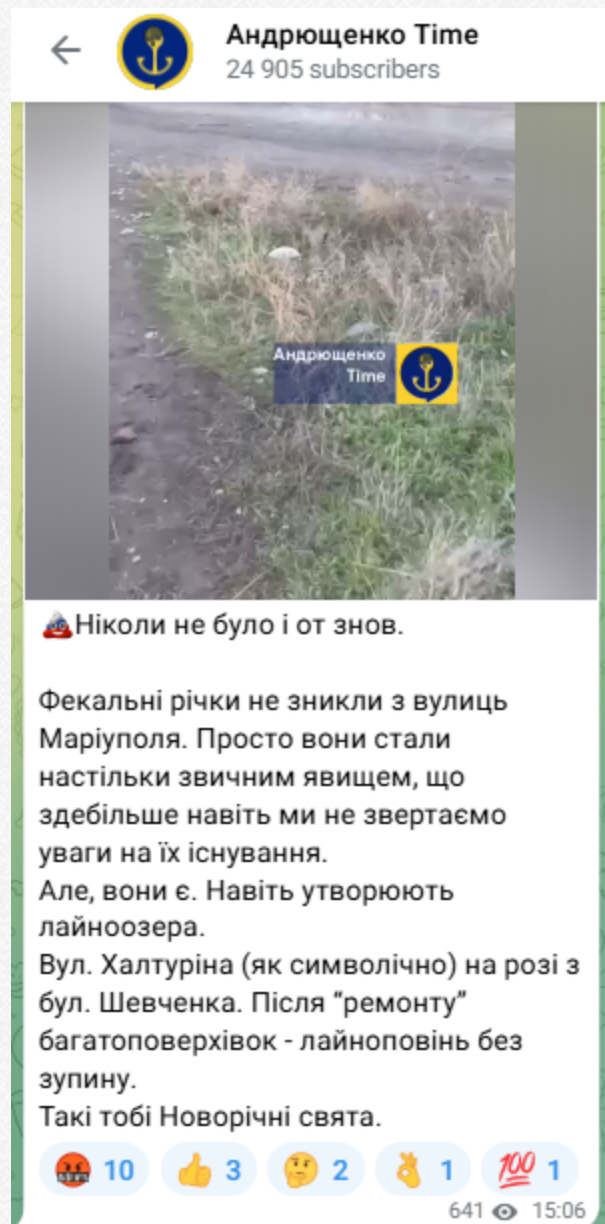 Андрющенко Time
24 905 subscribers
Андрющенко
Time
💩Ніколи не було і от знов.
Фекальні річки не зникли з вулиць
Маріуполя. Просто вони стали
настільки звичним явищем, що
здебільше навіть ми не звертаємо
уваги на їх існування.
Але, вони є. Навіть утворюють
лайноозера.
Вул. Халтуріна (як символічно) на розі з
бул. Шевченка. Після “ремонту”
багатоповерхівок - лайноповінь без
зупину.
Такі тобі Новорічні свята.
🤬 10 👍 3 🤔 2 👌 1 💯 1
641 15:06